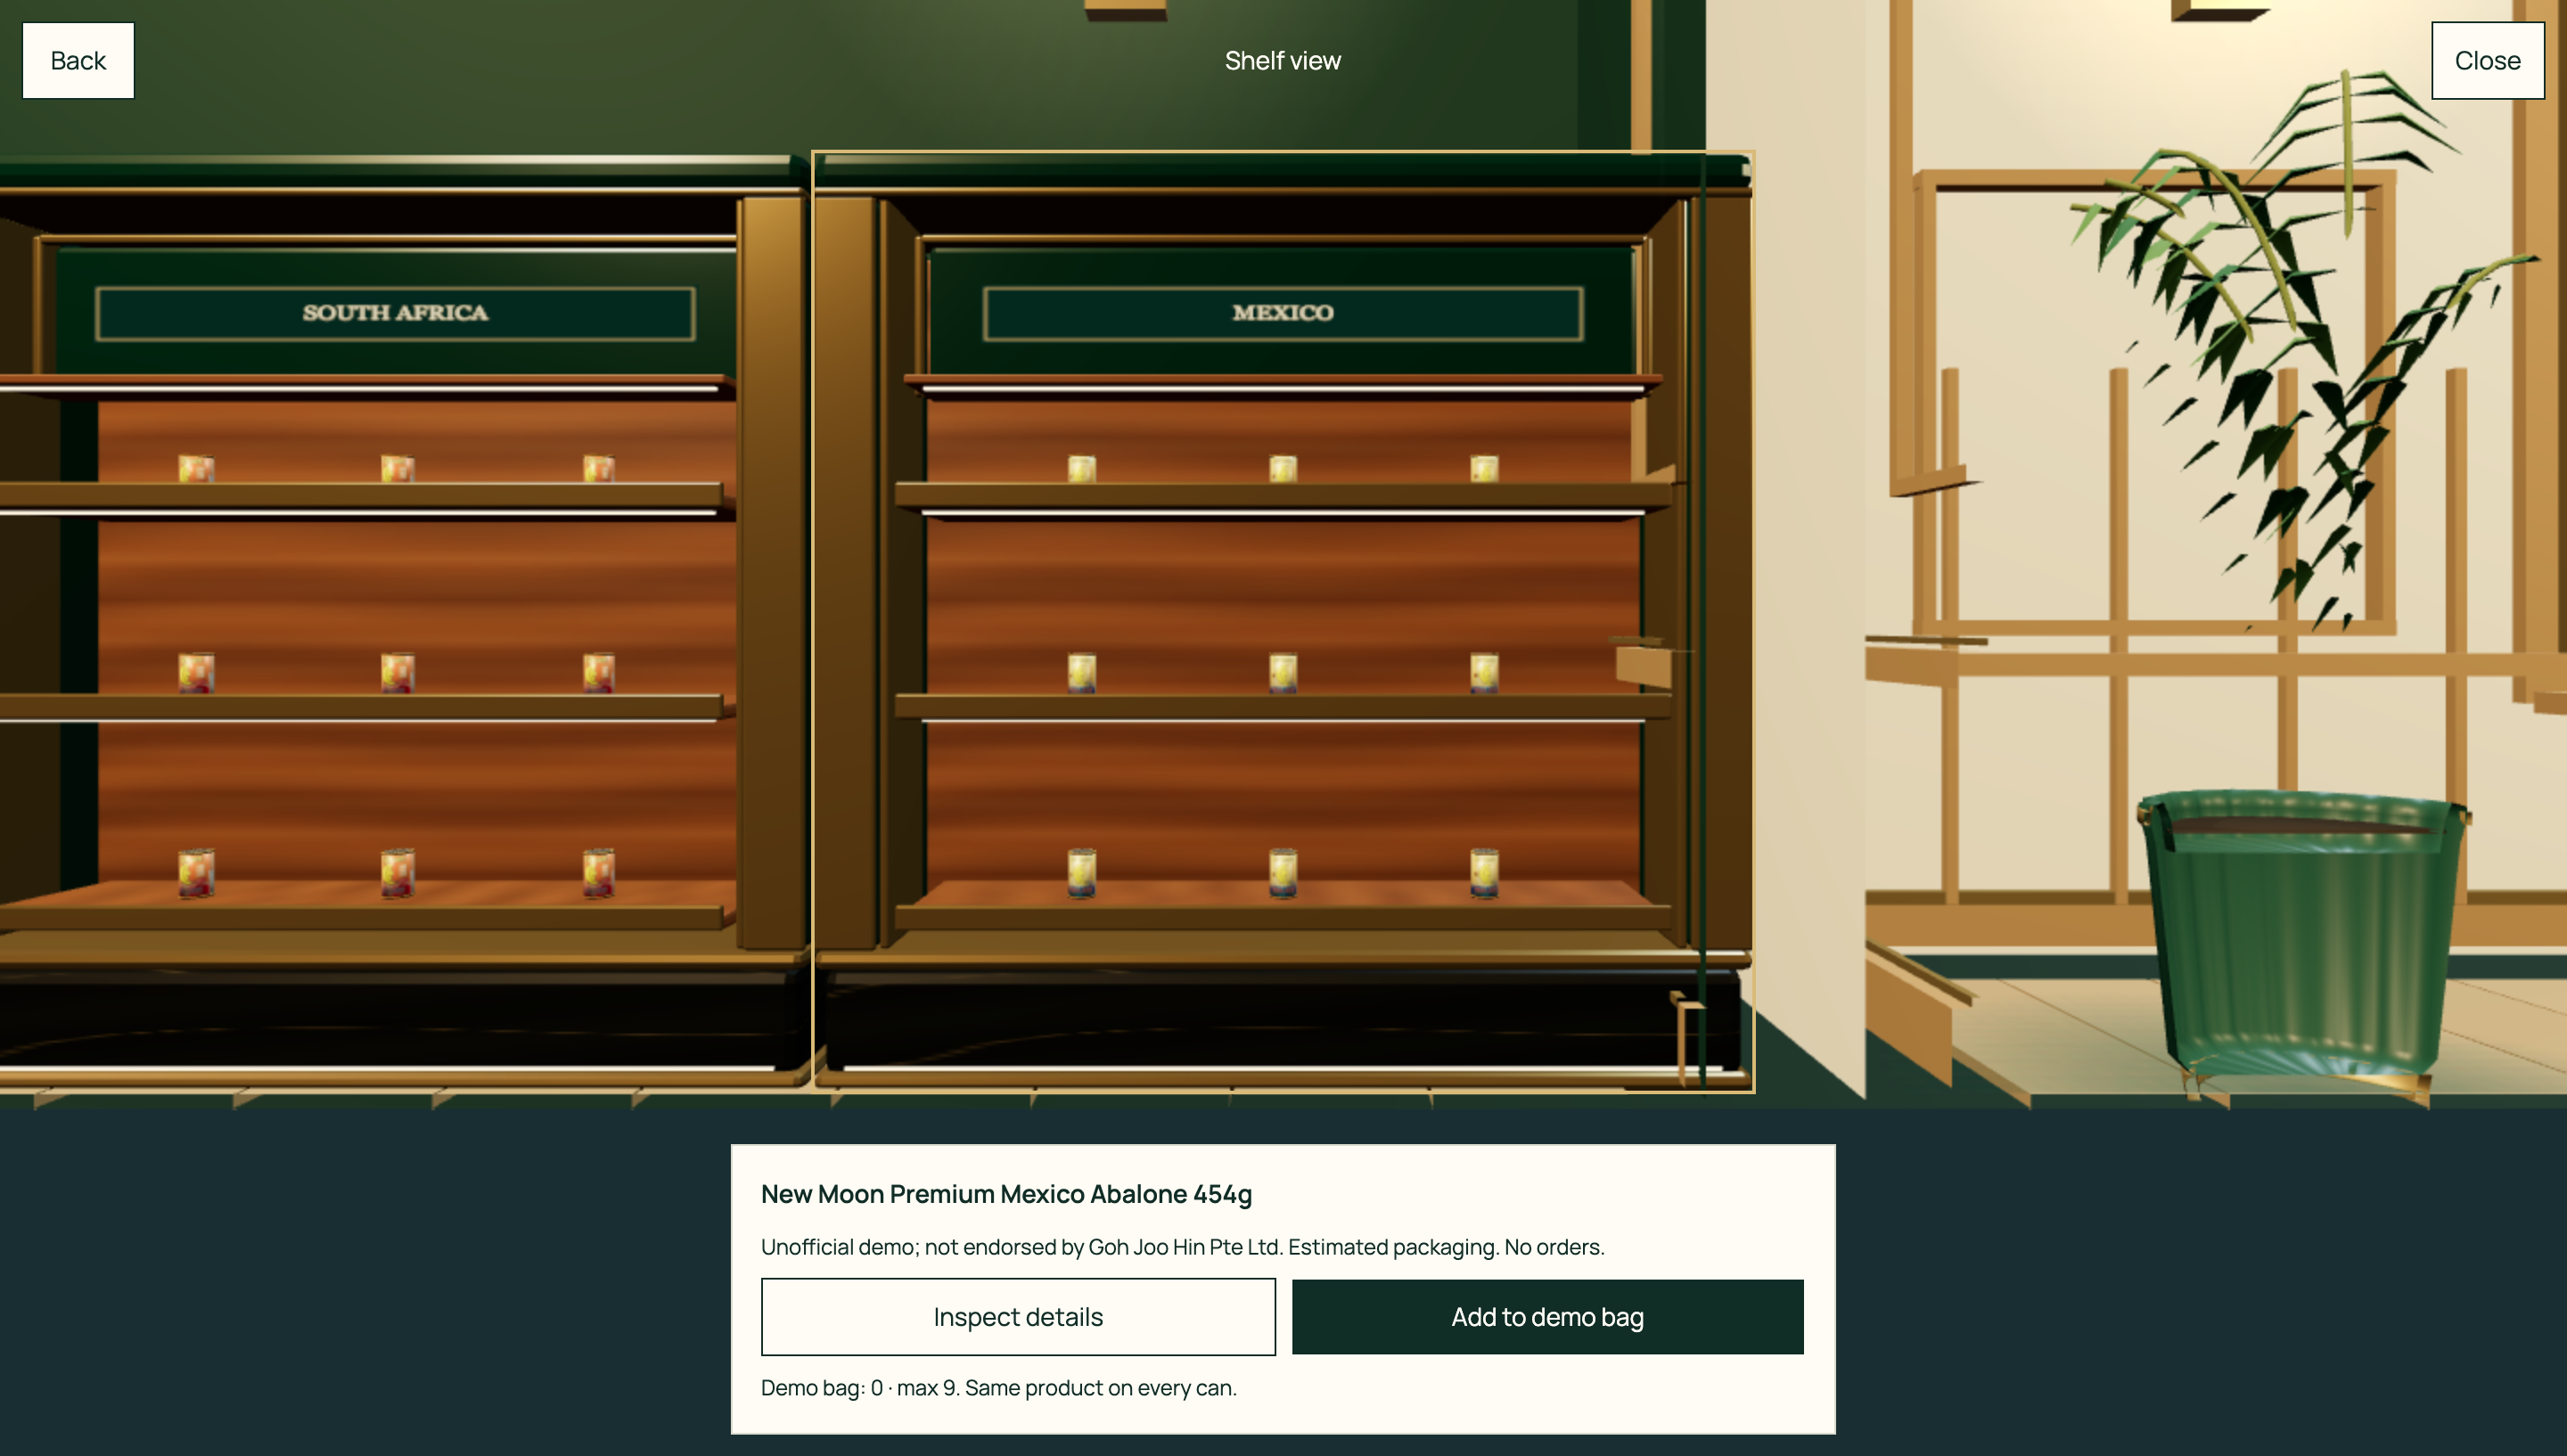 Back
Shelf view
Close
SOUTH AFRICA
MEXICO
New Moon Premium Mexico Abalone 454g
Unofficial demo; not endorsed by Goh Joo Hin Pte Ltd. Estimated packaging. No orders.
Inspect details
Add to demo bag
Demo bag: 0 · max 9. Same product on every can.